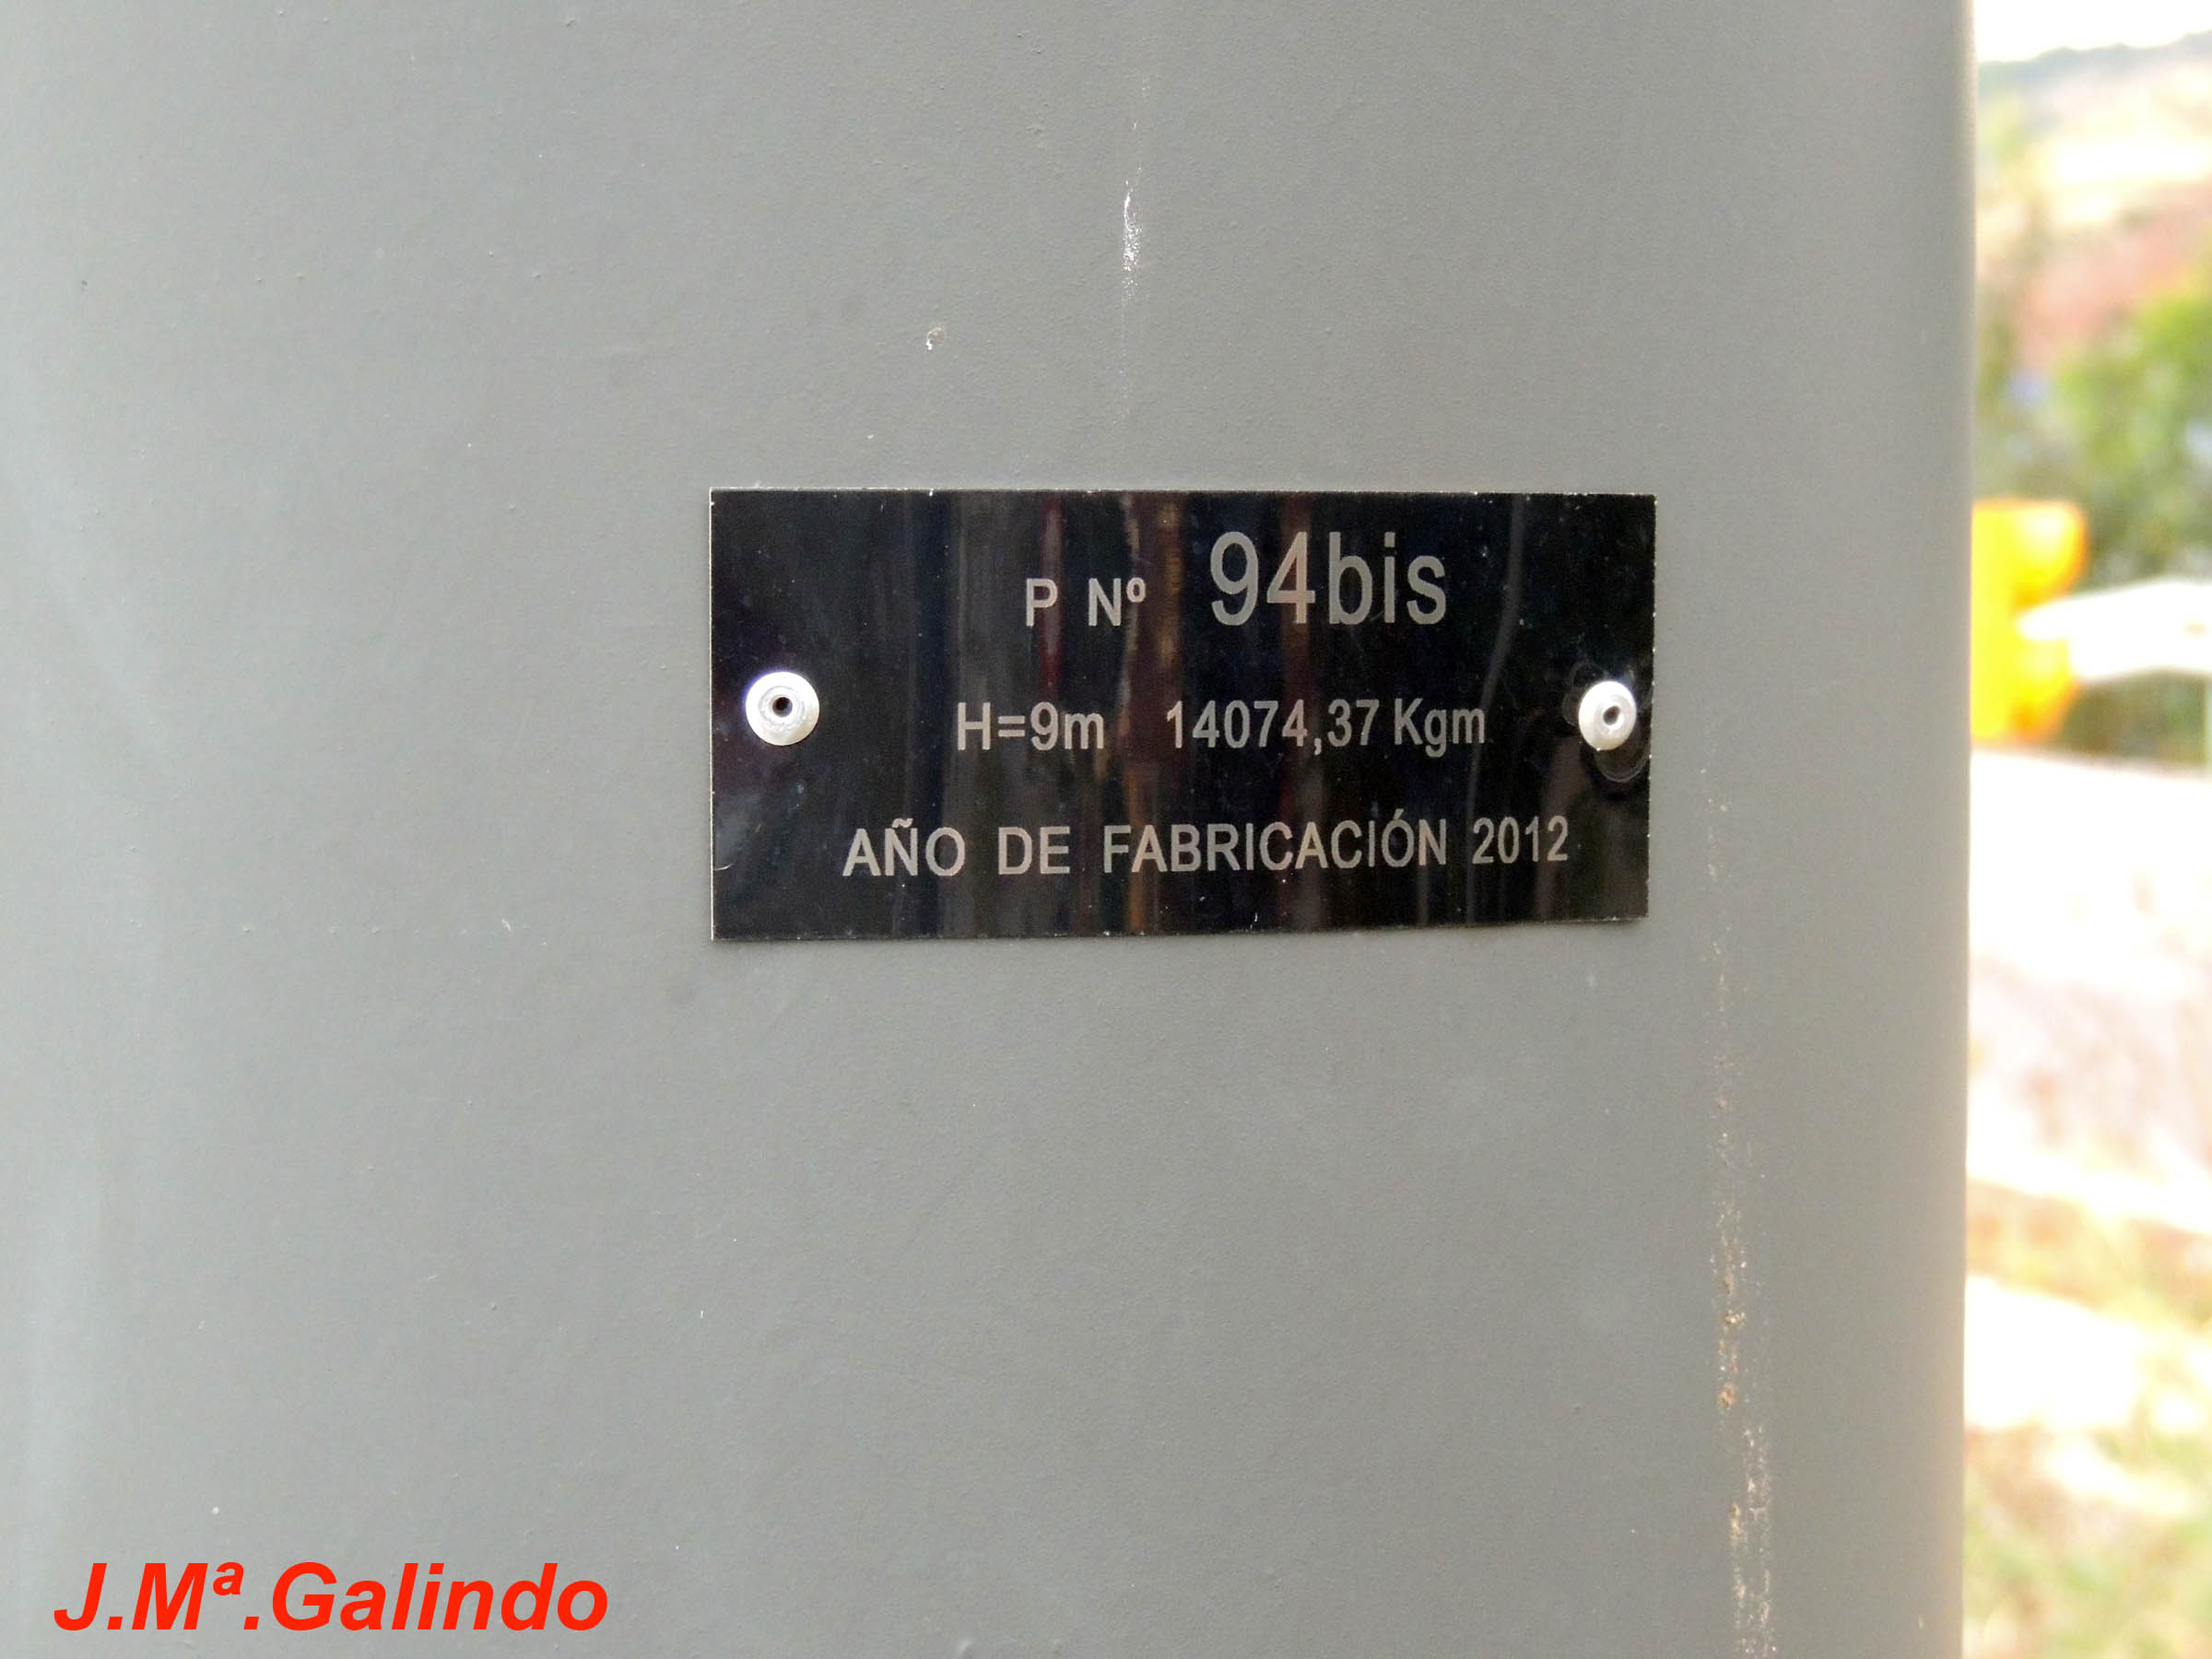 P Nº 94bis
H=9m 14074,37 Kgm
AÑO DE FABRICACIÓN 2012
J.Mª.Galindo